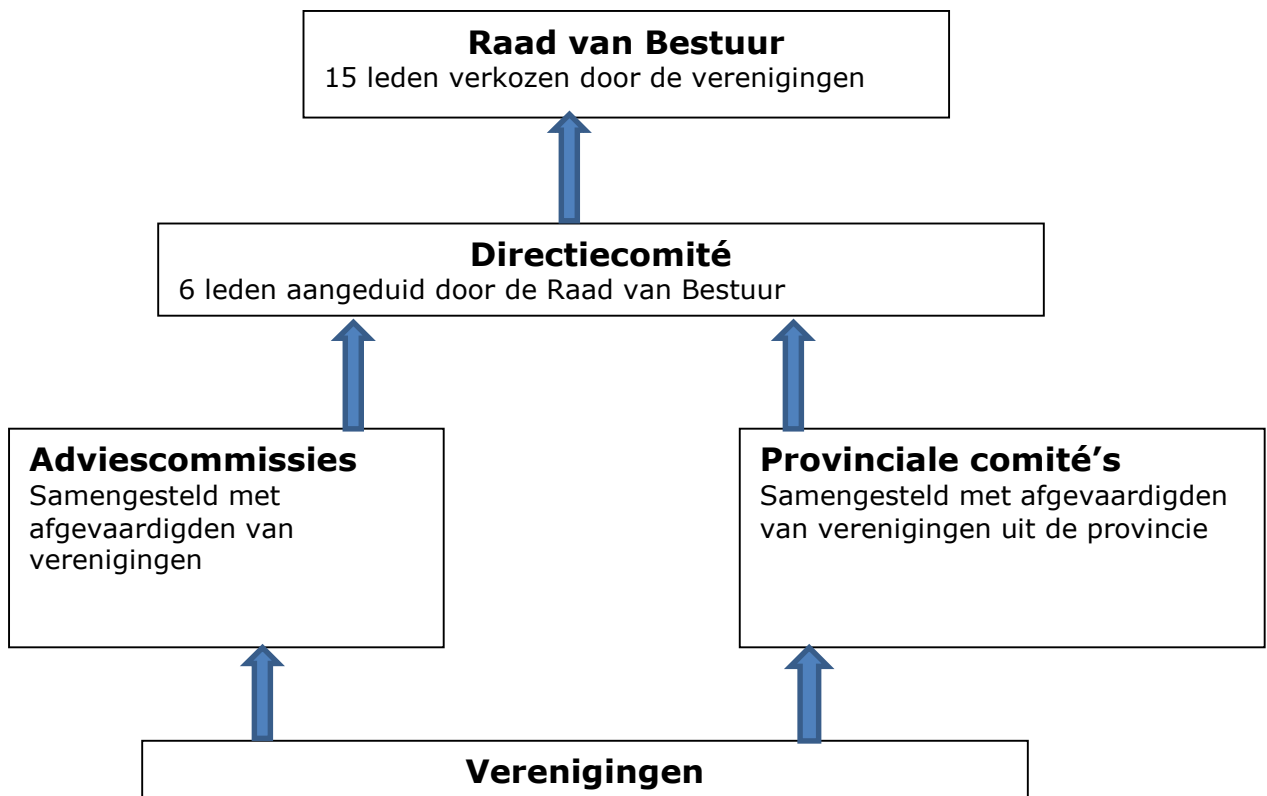 Raad van Bestuur
15 leden verkozen door de verenigingen
Directiecomité
6 leden aangeduid door de Raad van Bestuur
Adviescommissies
Samengesteld met
afgevaardigden van
verenigingen
Provinciale comité’s
Samengesteld met afgevaardigden
van verenigingen uit de provincie
Verenigingen